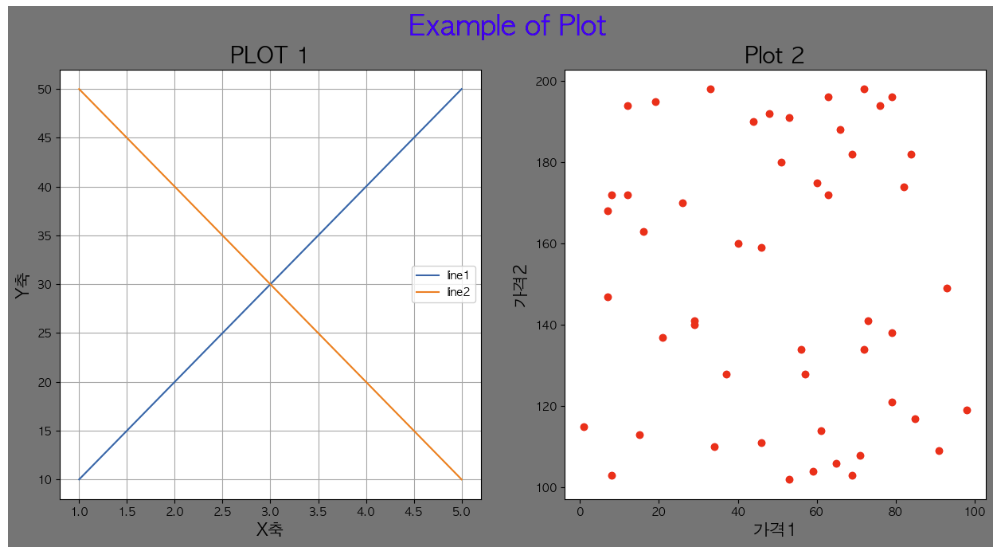 Example of Plot
PLOT 1
50
45
40
35
30
25
20
15
10
Y축
line1
line2
1.0 1.5 2.0 2.5 3.0 3.5 4.0 4.5 5.0
X축
Plot 2
200
180
160
140
120
100
가격2
0 20 40 60 80 100
가격1